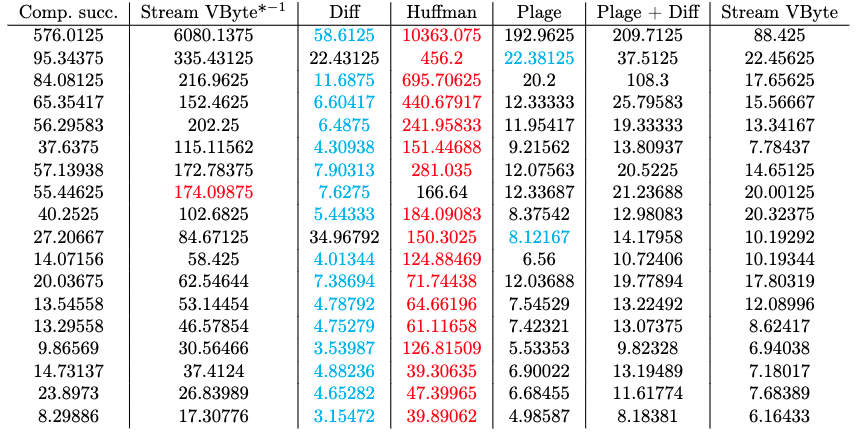 Comp. succ. Stream VByte*−1 Diff Huffman Plage Plage + Diff Stream VByte
576.0125 6080.1375 58.6125 10363.075 192.9625 209.7125 88.425
95.34375 335.43125 22.43125 456.2 22.38125 37.5125 22.45625
84.08125 216.9625 11.6875 695.70625 20.2 108.3 17.65625
65.35417 152.4625 6.60417 440.67917 12.33333 25.79583 15.56667
56.29583 202.25 6.4875 241.95833 11.95417 19.33333 13.34167
37.6375 115.11562 4.30938 151.44688 9.21562 13.80937 7.78437
57.13938 172.78375 7.90313 281.035 12.07563 20.5225 14.65125
55.44625 174.09875 7.6275 166.64 12.33687 21.23688 20.00125
40.2525 102.6825 5.44333 184.09083 8.37542 12.98083 20.32375
27.20667 84.67125 34.96792 150.3025 8.12167 14.17958 10.19292
14.07156 58.425 4.01344 124.88469 6.56 10.72406 10.19344
20.03675 62.54644 7.38694 71.74438 12.03688 19.77894 17.80319
13.54558 53.14454 4.78792 64.66196 7.54529 13.22492 12.08996
13.29558 46.57854 4.75279 61.11658 7.42321 13.07375 8.62417
9.86569 30.56466 3.53987 126.81509 5.53353 9.82328 6.94038
14.73137 37.4124 4.88236 39.30635 6.90022 13.19489 7.18017
23.8973 26.83989 4.65282 47.39965 6.68455 11.61774 7.68389
8.29886 17.30776 3.15472 39.89062 4.98587 8.18381 6.16433